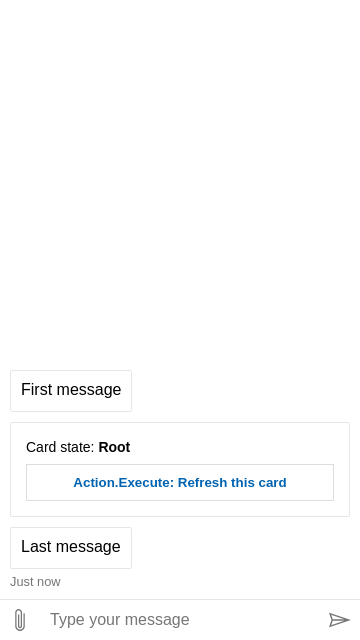 First message
Card state: Root
Action.Execute: Refresh this card
Last message
Just now
Type your message